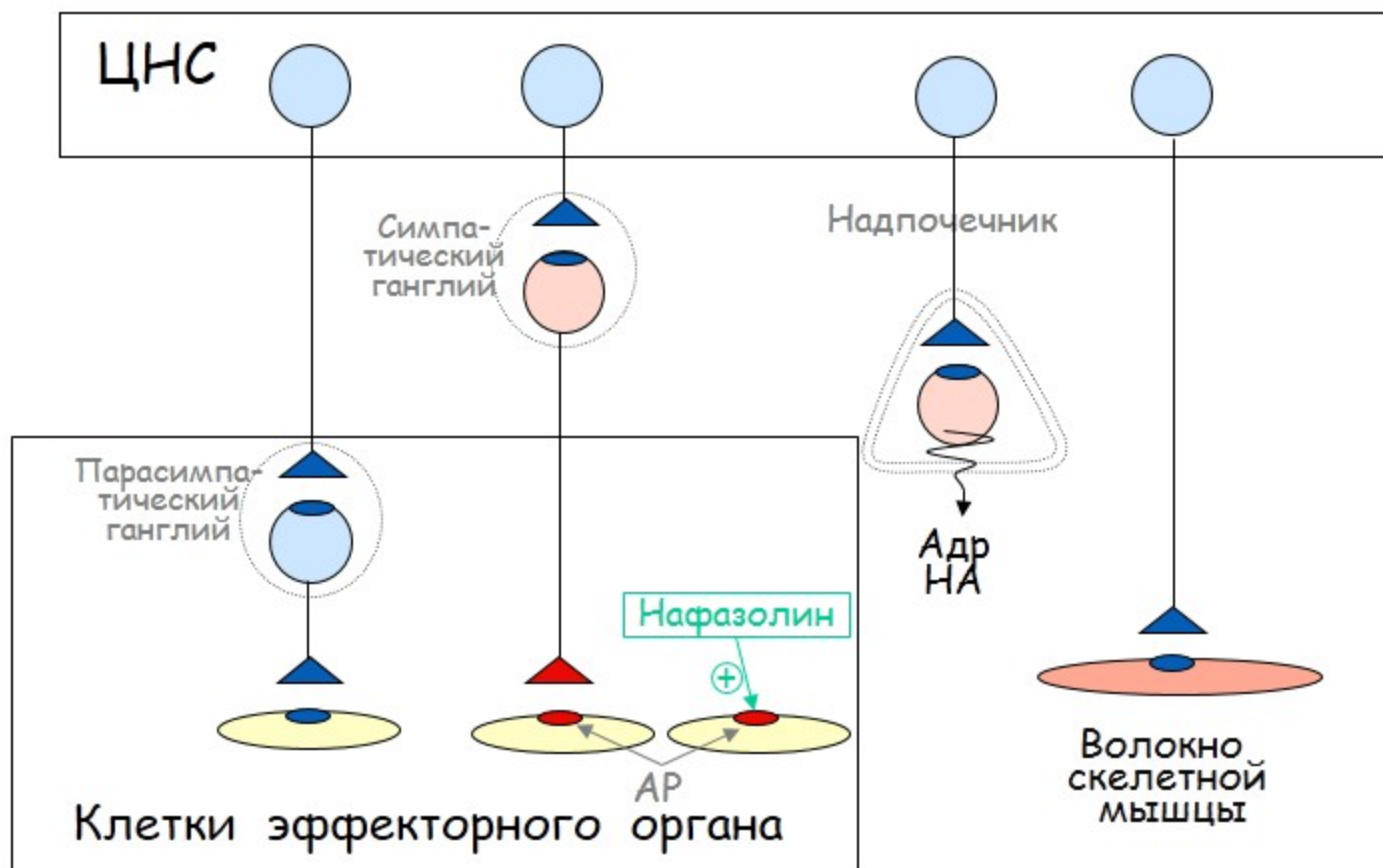 ЦНС
Симпа-
тический
ганглий
Надпочечник
Парасимпа-
тический
ганглий
Адр
НА
Нафазолин
+
АР
Волокно
скелетной
мышцы
Клетки эффекторного органа